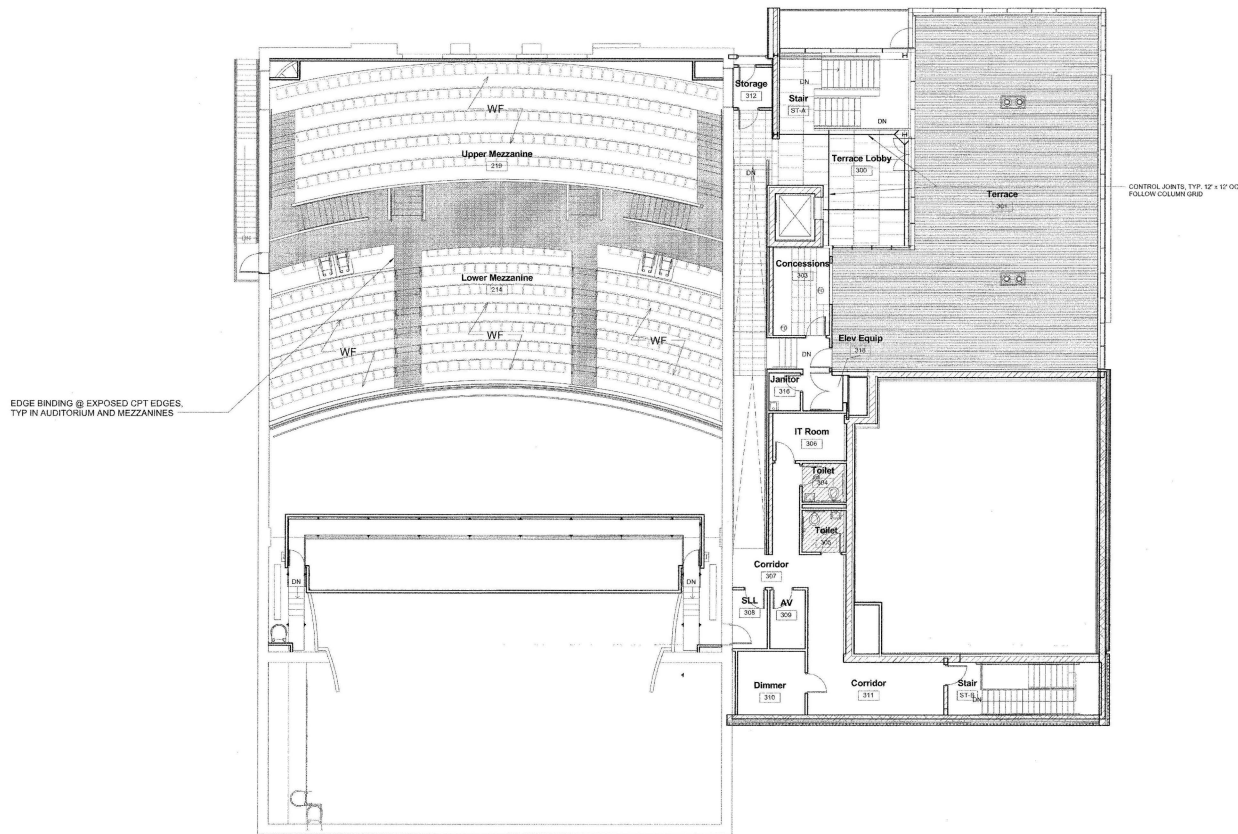 Storage
312
DN
Stair
ST-A
DN
WF
Upper Mezzanine
219
Terrace Lobby
300
DN
CONTROL JOINTS, TYP. 12' x 12' OC
FOLLOW COLUMN GRID
Terrace
301
DN
Concessions
303
Lower Mezzanine
214
WF
WF
WF
Elev Equip
318
DN
Janitor
316
EDGE BINDING @ EXPOSED CPT EDGES,
TYP IN AUDITORIUM AND MEZZANINES
IT Room
306
Toilet
304
Toilet
305
Corridor
307
DN
DN
SLL
308
AV
309
Dimmer
310
Corridor
311
Stair
ST-B
DN